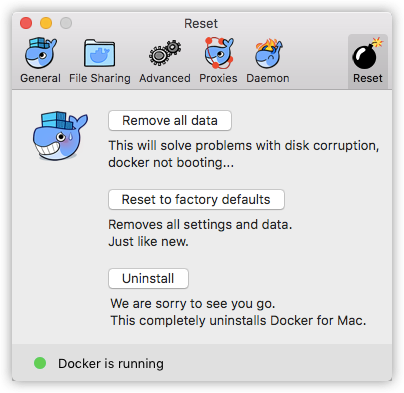 Reset
General
File Sharing
Advanced
Proxies
Daemon
Reset
Remove all data
This will solve problems with disk corruption,
docker not booting...
Reset to factory defaults
Removes all settings and data.
Just like new.
Uninstall
We are sorry to see you go.
This completely uninstalls Docker for Mac.
Docker is running